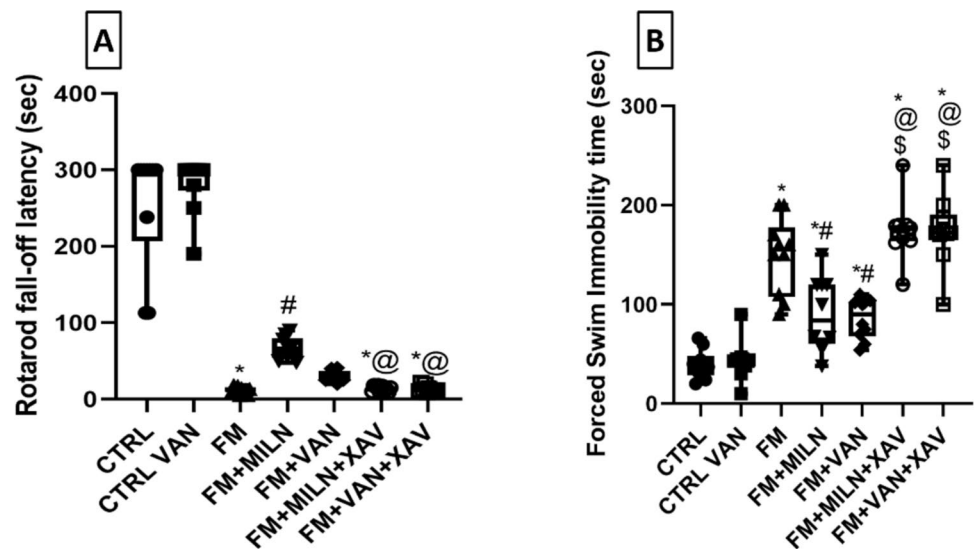 A
Rotarod fall-off latency (sec)
400
300
200
100
0
*
#
*@
*@
CTRL
CTRL VAN
FM
FM+MILN
FM+VAN
FM+MILN+XAV
FM+VAN+XAV
B
Forced Swim Immobility time (sec)
300
200
100
0
*
*#
*#
*
@
$
*
@
$
CTRL
CTRL VAN
FM
FM+MILN
FM+VAN
FM+MILN+XAV
FM+VAN+XAV